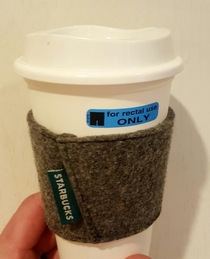 for rectal use
ONLY
STARBUCKS